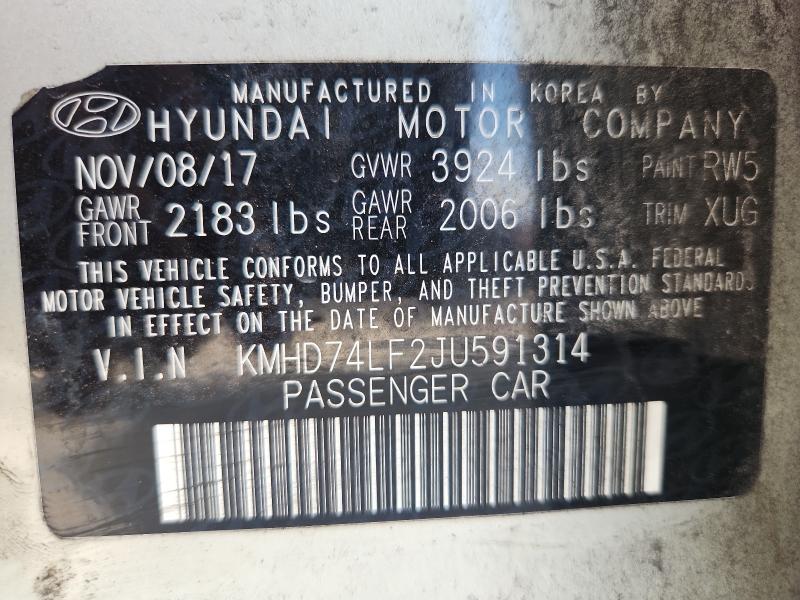 MANUFACTURED IN KOREA BY
HYUNDAI MOTOR COMPANY
NOV/08/17 GVWR 3924 lbs PAINT RW5
GAWR FRONT 2183 lbs GAWR REAR 2006 lbs TRIM XUG
THIS VEHICLE CONFORMS TO ALL APPLICABLE U.S.A. FEDERAL
MOTOR VEHICLE SAFETY, BUMPER, AND THEFT PREVENTION STANDARDS
IN EFFECT ON THE DATE OF MANUFACTURE SHOWN ABOVE
V.I.N KMHD74LF2JU591314
PASSENGER CAR